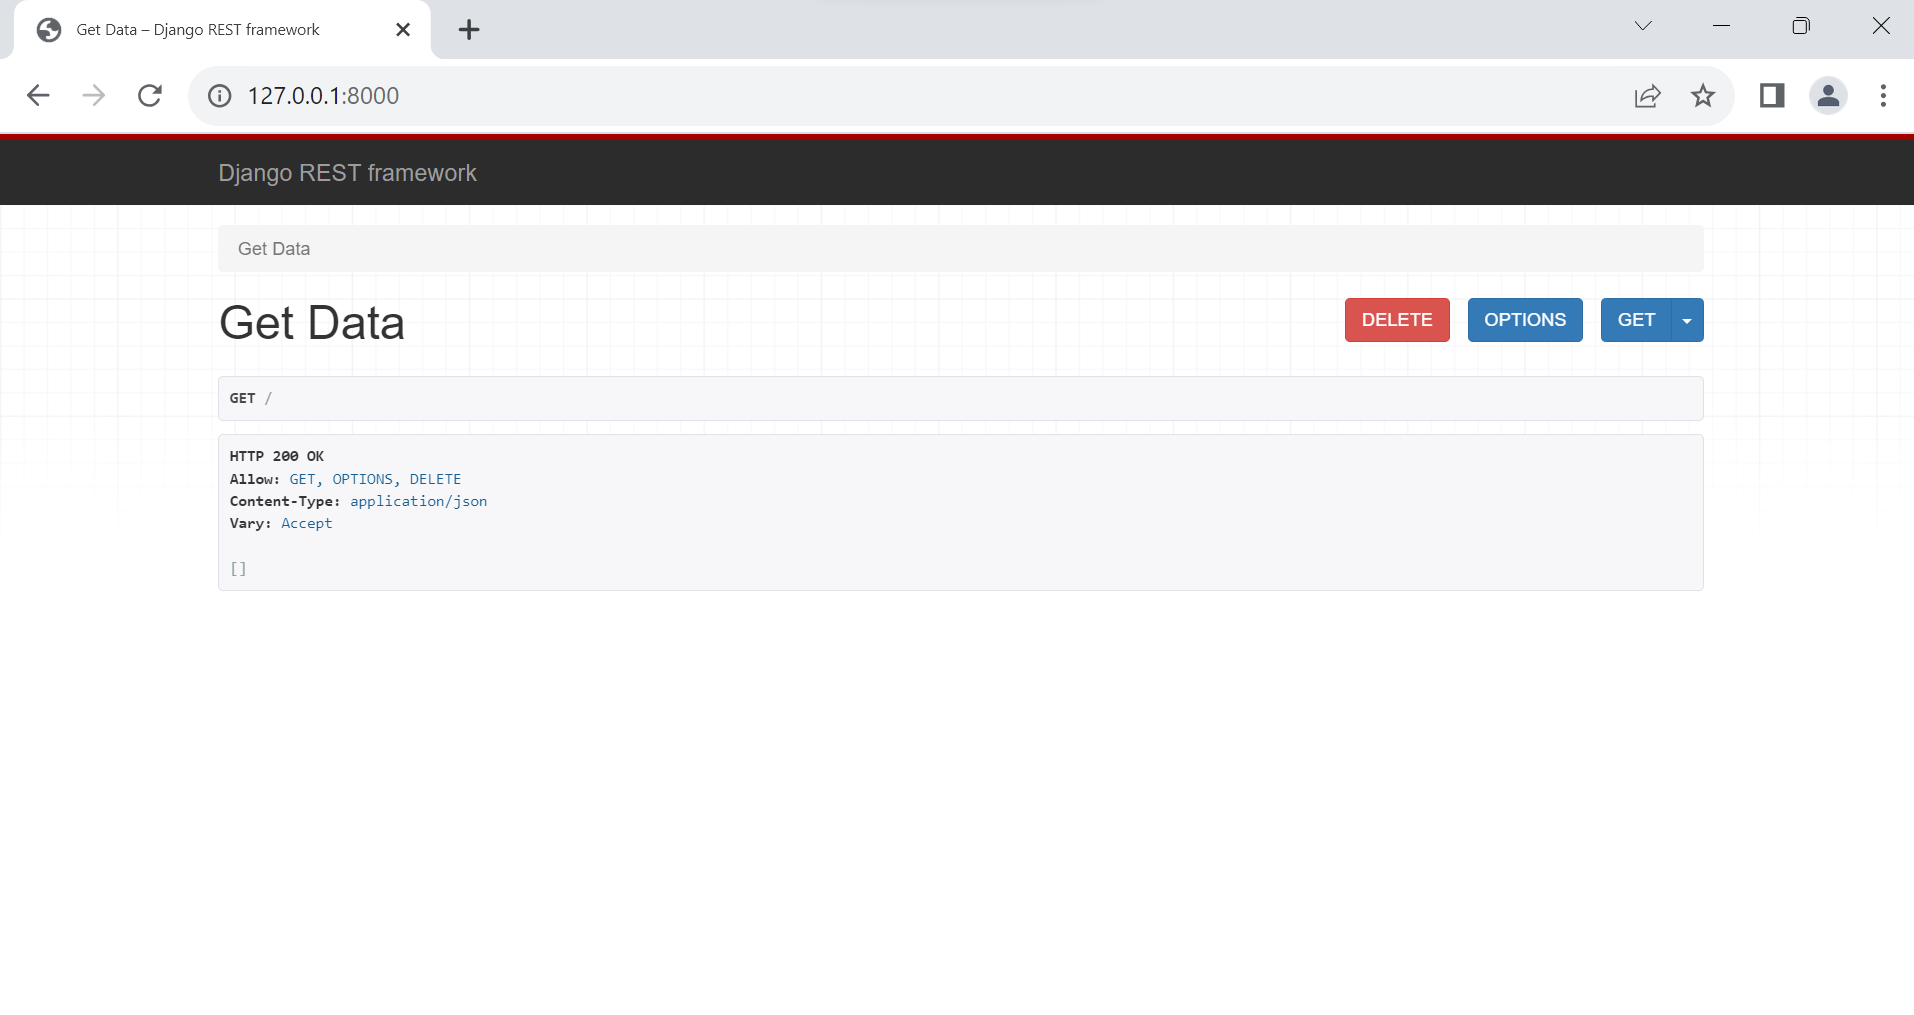 Get Data – Django REST framework
127.0.0.1:8000
Django REST framework
Get Data
Get Data
DELETE OPTIONS GET
GET /
HTTP 200 OK
Allow: GET, OPTIONS, DELETE
Content-Type: application/json
Vary: Accept
[]